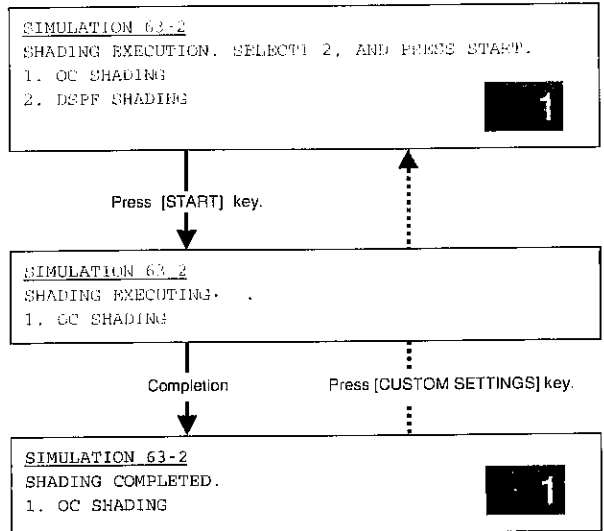 SIMULATION 63-2
SHADING EXECUTION. SELECT1 2, AND PRESS START.
1. OC SHADING
2. DSPF SHADING
1
Press [START] key.
SIMULATION 63-2
SHADING EXECUTING. .
1. OC SHADING
Completion
Press [CUSTOM SETTINGS] key.
SIMULATION 63-2
SHADING COMPLETED.
1. OC SHADING
1